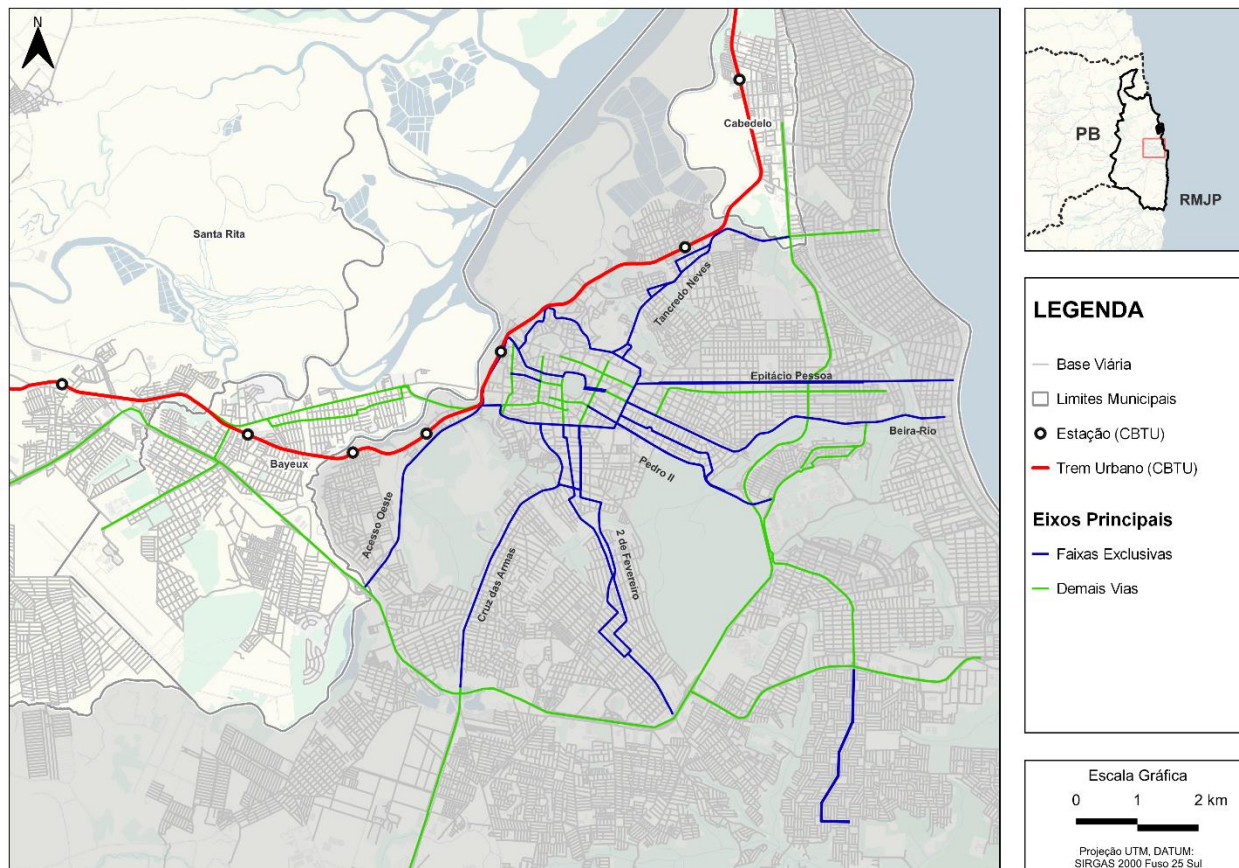 N
Cabedelo
Santa Rita
Tancredo Neves
Epitácio Pessoa
Beira-Rio
Bayeux
Pedro II
Acesso Oeste
Cruz das Armas
2 de Fevereiro
PB
RMJP
LEGENDA
Base Viária
Limites Municipais
Estação (CBTU)
Trem Urbano (CBTU)
Eixos Principais
Faixas Exclusivas
Demais Vias
Escala Gráfica
0 1 2 km
Projeção UTM, DATUM:
SIRGAS 2000 Fuso 25 Sul